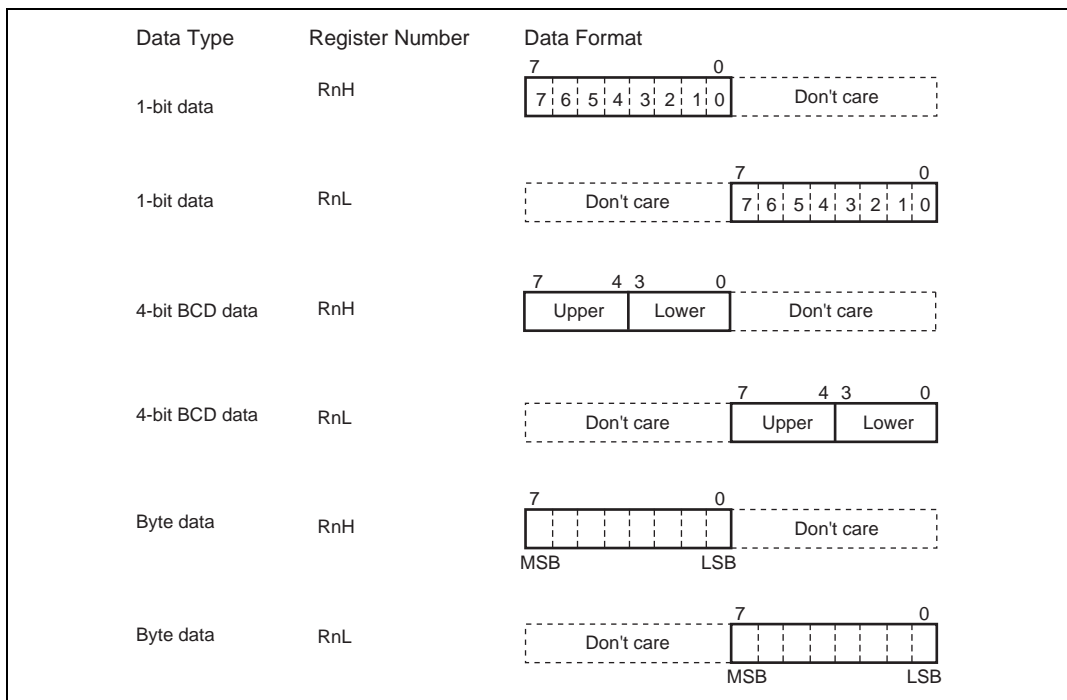 Data Type Register Number Data Format
7 0
1-bit data RnH 7 6 5 4 3 2 1 0 Don't care
7 0
1-bit data RnL Don't care 7 6 5 4 3 2 1 0
7 4 3 0
4-bit BCD data RnH Upper Lower Don't care
7 4 3 0
4-bit BCD data RnL Don't care Upper Lower
7 0
Byte data RnH Don't care
MSB LSB
7 0
Byte data RnL Don't care
MSB LSB